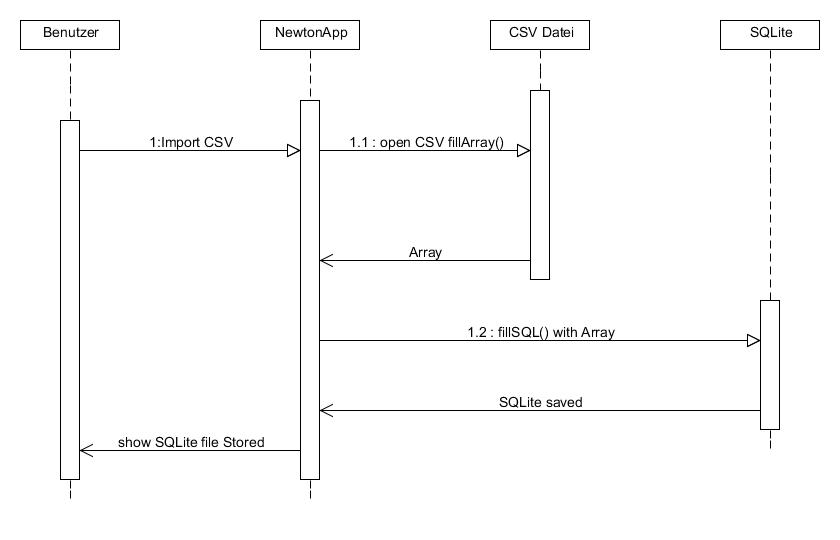 Benutzer
NewtonApp
CSV Datei
SQLite
1:Import CSV
1.1 : open CSV fillArray()
Array
1.2 : fillSQL() with Array
SQLite saved
show SQLite file Stored